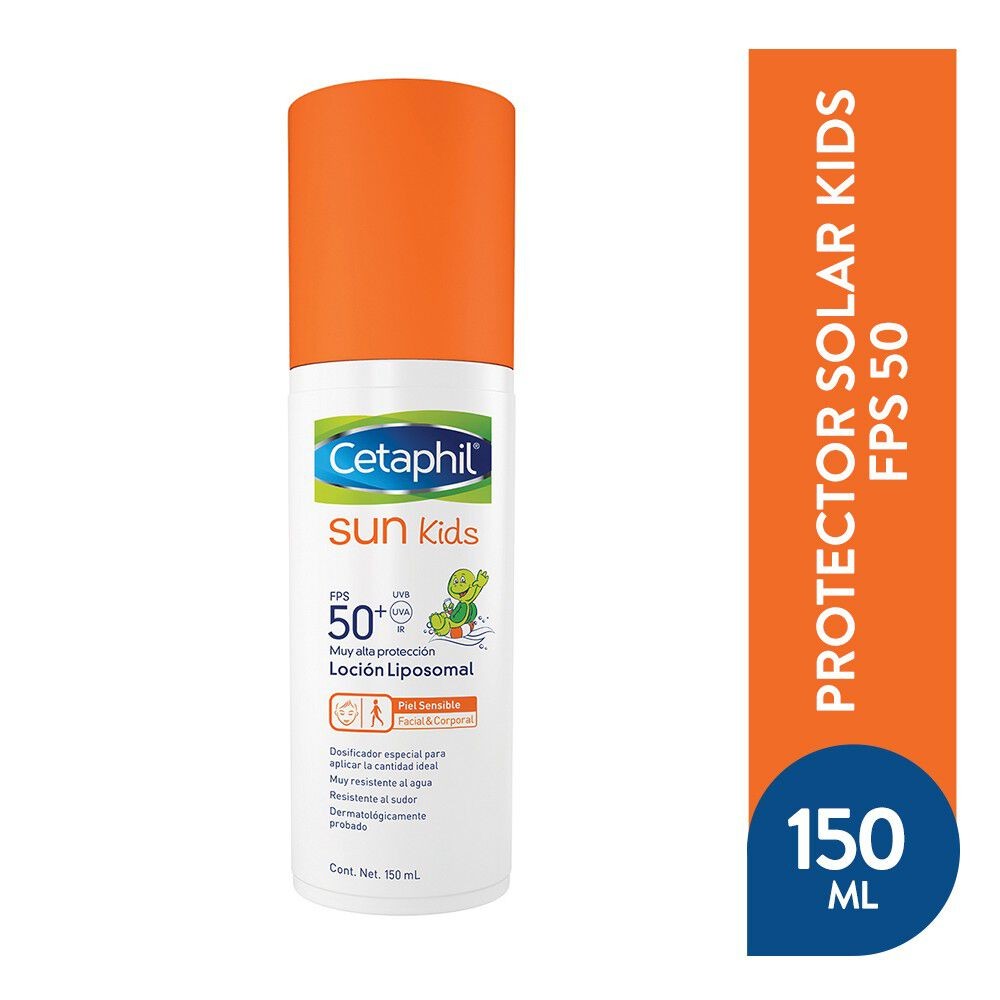 Cetaphil®
sun Kids
FPS
50+
UVB
UVA
IR
Muy alta protección
Loción Liposomal
Piel Sensible
Facial & Corporal
Dosificador especial para
aplicar la cantidad ideal
Muy resistente al agua
Resistente al sudor
Dermatológicamente
probado
Cont. Net. 150 mL
PROTECTOR SOLAR KIDS
FPS 50
150
ML